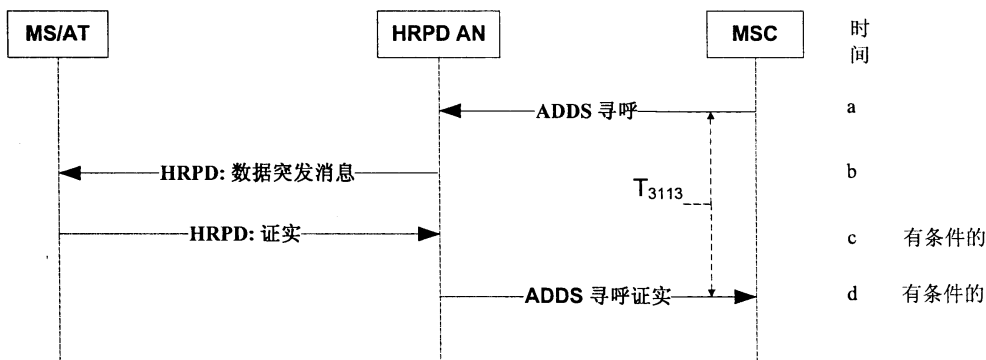 MS/AT
HRPD AN
MSC
时间
ADDS 寻呼
a
HRPD: 数据突发消息
b
T3113
HRPD: 证实
c 有条件的
ADDS 寻呼证实
d 有条件的